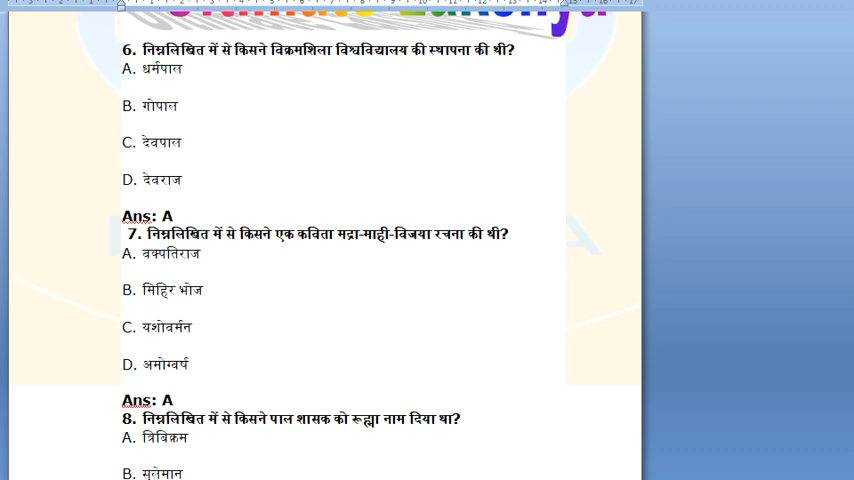 6. निम्नलिखित में से किसने विक्रमशिला विश्वविद्यालय की स्थापना की थी?
A. धर्मपाल
B. गोपाल
C. देवपाल
D. देवराज
Ans: A
7. निम्नलिखित में से किसने एक कविता मद्रा-माही-विजया रचना की थी?
A. वक्पतिराज
B. मिहिर भोज
C. यशोवर्मन
D. अमोग्वर्ष
Ans: A
8. निम्नलिखित में से किसने पाल शासक को रूह्मा नाम दिया था?
A. त्रिबिक्रम
B. सुलेमान